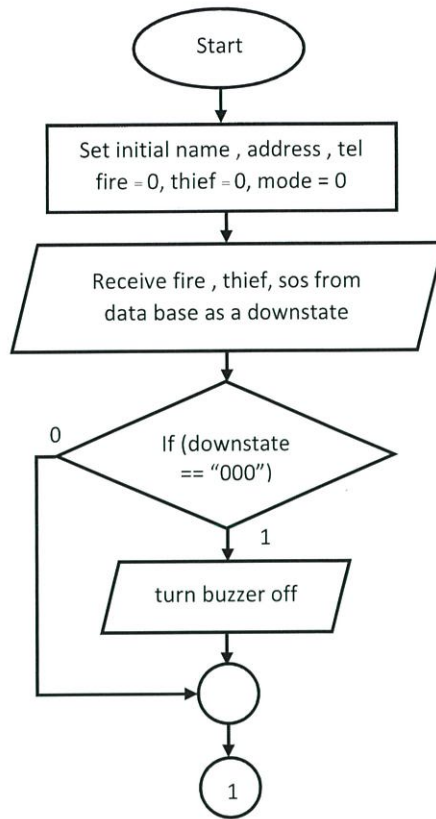 Start
Set initial name , address , tel
fire = 0, thief = 0, mode = 0
Receive fire , thief, sos from
data base as a downstate
0
If (downstate
== “000”)
1
turn buzzer off
1